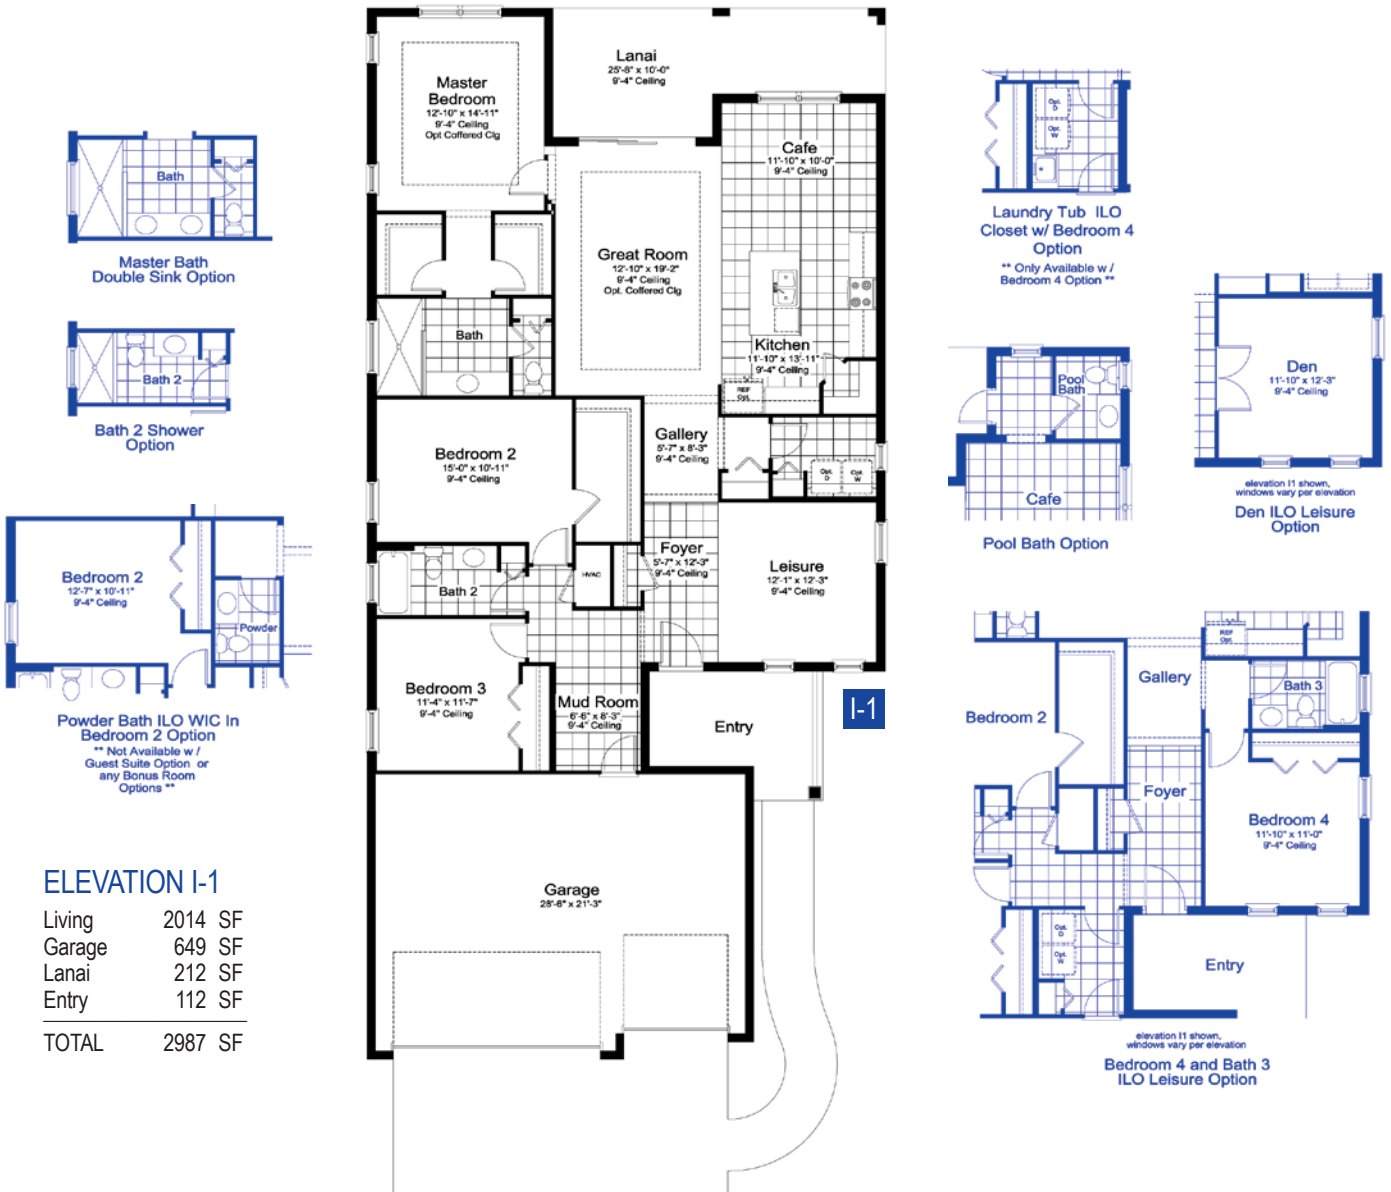 Bath
Master Bath
Double Sink Option
Bath 2
Bath 2 Shower
Option
Bedroom 2
12'-7" x 10'-11"
9'-4" Ceiling
Powder
Powder Bath ILO WIC In
Bedroom 2 Option
** Not Available w /
Guest Suite Option or
any Bonus Room
Options **
ELEVATION I-1
Living 2014 SF
Garage 649 SF
Lanai 212 SF
Entry 112 SF
TOTAL 2987 SF
Lanai
25'-8" x 10'-0"
9'-4" Ceiling
Master
Bedroom
12'-10" x 14'-11"
9'-4" Ceiling
Opt Coffered Clg
Cafe
11'-10" x 10'-0"
9'-4" Ceiling
Great Room
12'-10" x 19'-2"
9'-4" Ceiling
Opt. Coffered Clg
Bath
Kitchen
11'-10" x 13'-11"
9'-4" Ceiling
REF
Opt.
Gallery
5'-7" x 8'-3"
9'-4" Ceiling
Opt.
D
Opt.
W
Bedroom 2
15'-0" x 10'-11"
9'-4" Ceiling
Foyer
5'-7" x 12'-3"
9'-4" Ceiling
Leisure
12'-1" x 12'-3"
9'-4" Ceiling
HVAC
Bath 2
Bedroom 3
11'-4" x 11'-7"
9'-4" Ceiling
Mud Room
6'-6" x 8'-3"
9'-4" Ceiling
Entry
I-1
Garage
28'-6" x 21'-3"
Opt.
D
Opt.
W
Laundry Tub ILO
Closet w/ Bedroom 4
Option
** Only Available w /
Bedroom 4 Option **
Pool
Bath
Cafe
Pool Bath Option
Den
11'-10" x 12'-3"
9'-4" Ceiling
elevation I1 shown,
windows vary per elevation
Den ILO Leisure
Option
REF
Opt.
Gallery
Bath 3
Bedroom 2
Foyer
Bedroom 4
11'-10" x 11'-0"
9'-4" Ceiling
Opt.
D
Opt.
W
Entry
elevation I1 shown,
windows vary per elevation
Bedroom 4 and Bath 3
ILO Leisure Option